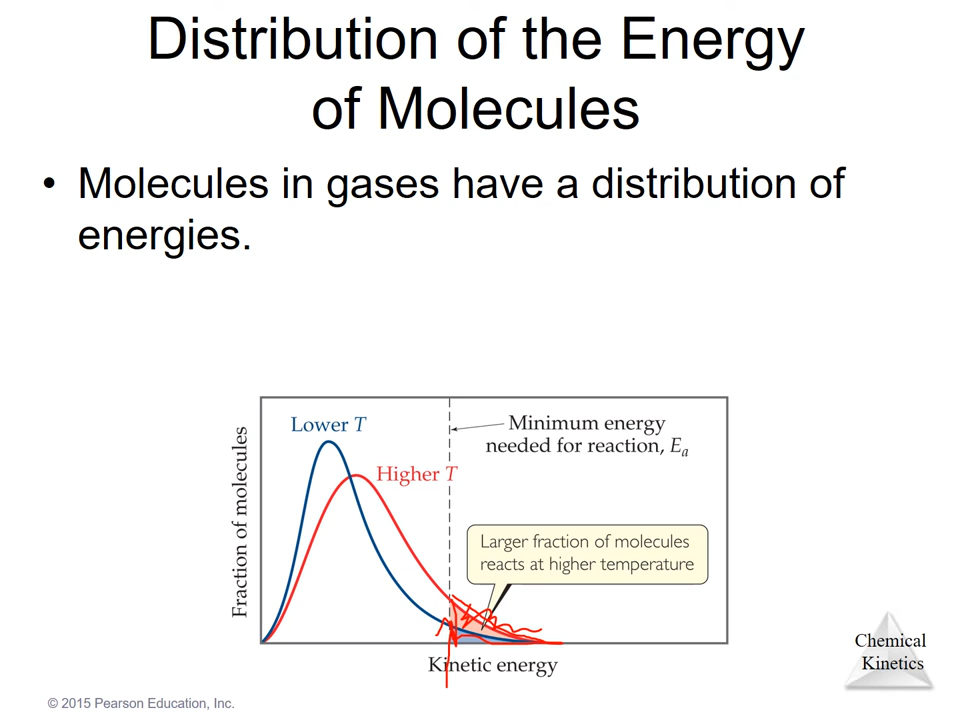 Distribution of the Energy
of Molecules
• Molecules in gases have a distribution of
energies.
Lower T
Higher T
Minimum energy
needed for reaction, Ea
Larger fraction of molecules
reacts at higher temperature
Fraction of molecules
Kinetic energy
Chemical
Kinetics
© 2015 Pearson Education, Inc.